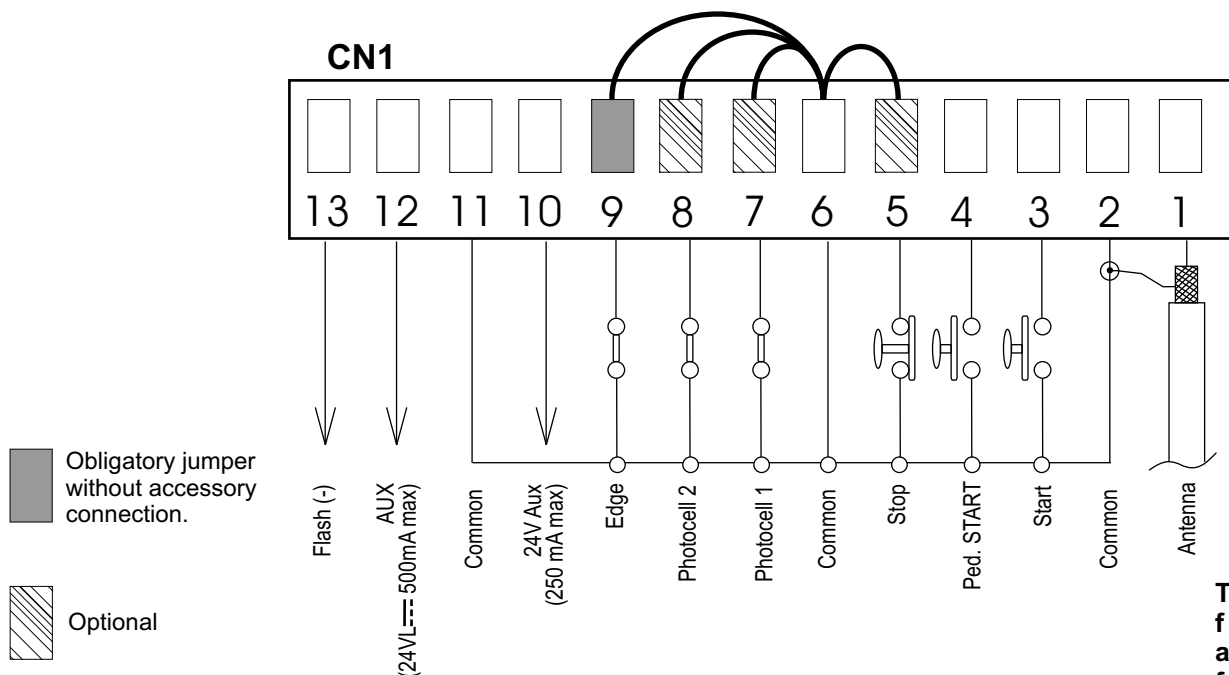 CN1
13 12 11 10 9 8 7 6 5 4 3 2 1
Flash (-)
AUX
(24VL⎓ 500mA max)
Common
24V Aux
(250 mA max)
Edge
Photocell 2
Photocell 1
Common
Stop
Ped. START
Start
Common
Antenna
Obligatory jumper
without accessory
connection.
Optional
T
f
a
f